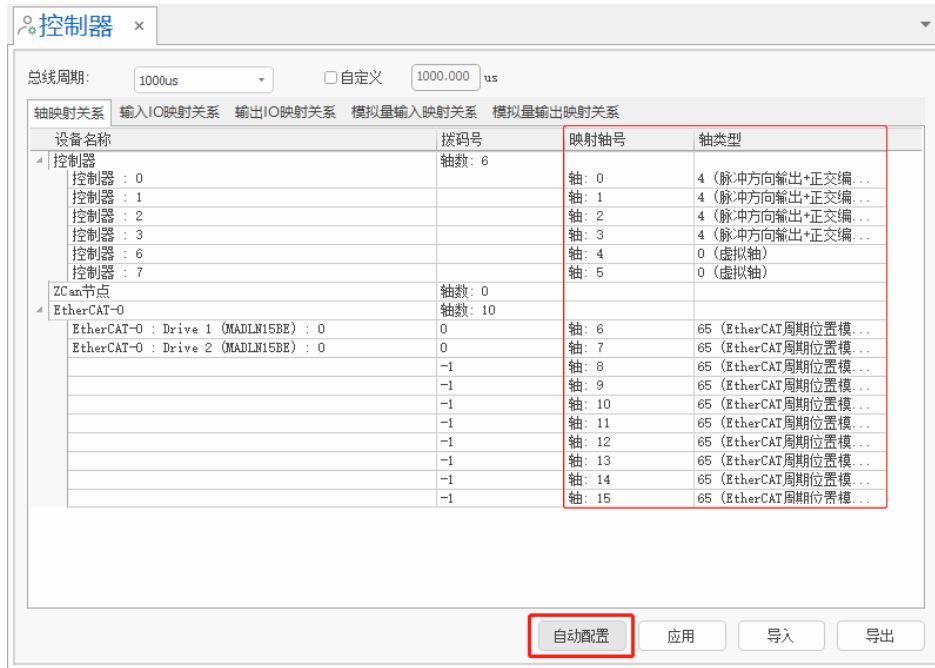 控制器 ×
总线周期: 1000us 自定义 1000.000 us
轴映射关系 输入IO映射关系 输出IO映射关系 模拟量输入映射关系 模拟量输出映射关系
设备名称 拨码号 映射轴号 轴类型
控制器 轴数: 6
控制器 : 0 轴: 0 4 (脉冲方向输出+正交编...
控制器 : 1 轴: 1 4 (脉冲方向输出+正交编...
控制器 : 2 轴: 2 4 (脉冲方向输出+正交编...
控制器 : 3 轴: 3 4 (脉冲方向输出+正交编...
控制器 : 6 轴: 4 0 (虚拟轴)
控制器 : 7 轴: 5 0 (虚拟轴)
ZCan节点 轴数: 0
EtherCAT-0 轴数: 10
EtherCAT-0 : Drive 1 (MADLN15BE) : 0 0 轴: 6 65 (EtherCAT周期位置模...
EtherCAT-0 : Drive 2 (MADLN15BE) : 0 0 轴: 7 65 (EtherCAT周期位置模...
-1 轴: 8 65 (EtherCAT周期位置模...
-1 轴: 9 65 (EtherCAT周期位置模...
-1 轴: 10 65 (EtherCAT周期位置模...
-1 轴: 11 65 (EtherCAT周期位置模...
-1 轴: 12 65 (EtherCAT周期位置模...
-1 轴: 13 65 (EtherCAT周期位置模...
-1 轴: 14 65 (EtherCAT周期位置模...
-1 轴: 15 65 (EtherCAT周期位置模...
自动配置 应用 导入 导出